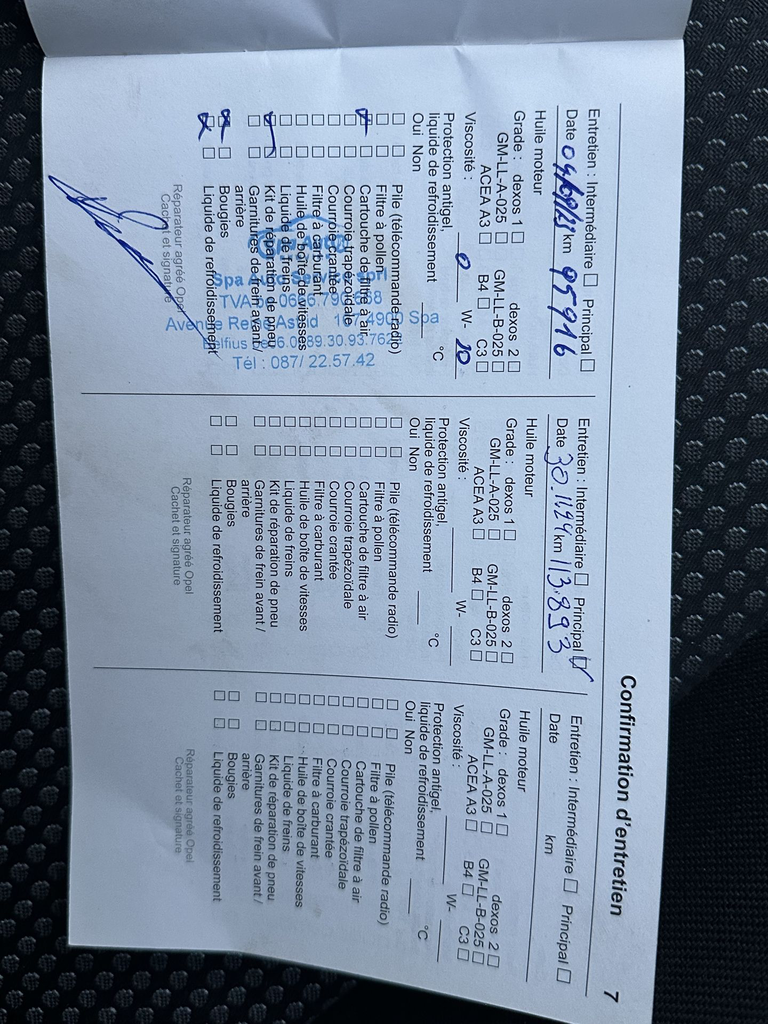 Confirmation d'entretien
7
Entretien : Intermédiaire ☐ Principal ☐
Date km 95916
Huile moteur
Grade : dexos 1 ☐ dexos 2 ☐
GM-LL-A-025 ☐ GM-LL-B-025 ☐
ACEA A3 ☐ B4 ☐ C3 ☐
Viscosité : 0 W- 20
Protection antigel,
liquide de refroidissement °C
Oui Non
☐ ☐ Pile (télécommande radio)
☐ ☐ Filtre à pollen
☒ ☐ Cartouche de filtre à air
☐ ☐ Courroie trapézoïdale
☐ ☐ Courroie crantée
☐ ☐ Filtre à carburant
☐ ☐ Huile de boîte de vitesses
☐ ☐ Liquide de freins
Kit de réparation de pneu
☐ ☐ Garnitures de frein avant /
arrière
☒ ☐ Bougies
☒ ☐ Liquide de refroidissement
Spa
Avenue Reine Astrid Spa
Tél : 087/ 22.57.42
Réparateur agréé Opel
Cachet et signature
Entretien : Intermédiaire ☐ Principal ☑
Date 30.11.24 km 113.893
Huile moteur
Grade : dexos 1 ☐ dexos 2 ☐
GM-LL-A-025 ☐ GM-LL-B-025 ☐
ACEA A3 ☐ B4 ☐ C3 ☐
Viscosité : W-
Protection antigel,
liquide de refroidissement °C
Oui Non
☐ ☐ Pile (télécommande radio)
☐ ☐ Filtre à pollen
☐ ☐ Cartouche de filtre à air
☐ ☐ Courroie trapézoïdale
☐ ☐ Courroie crantée
☐ ☐ Filtre à carburant
☐ ☐ Huile de boîte de vitesses
☐ ☐ Liquide de freins
☐ ☐ Kit de réparation de pneu
☐ ☐ Garnitures de frein avant /
arrière
☐ ☐ Bougies
☐ ☐ Liquide de refroidissement
Réparateur agréé Opel
Cachet et signature
Entretien : Intermédiaire ☐ Principal ☐
Date km
Huile moteur
Grade : dexos 1 ☐ dexos 2 ☐
GM-LL-A-025 ☐ GM-LL-B-025 ☐
ACEA A3 ☐ B4 ☐ C3 ☐
Viscosité : W-
Protection antigel,
liquide de refroidissement °C
Oui Non
☐ ☐ Pile (télécommande radio)
☐ ☐ Filtre à pollen
☐ ☐ Cartouche de filtre à air
☐ ☐ Courroie trapézoïdale
☐ ☐ Courroie crantée
☐ ☐ Filtre à carburant
☐ ☐ Huile de boîte de vitesses
☐ ☐ Liquide de freins
☐ ☐ Kit de réparation de pneu
☐ ☐ Garnitures de frein avant /
arrière
☐ ☐ Bougies
☐ ☐ Liquide de refroidissement
Réparateur agréé Opel
Cachet et signature